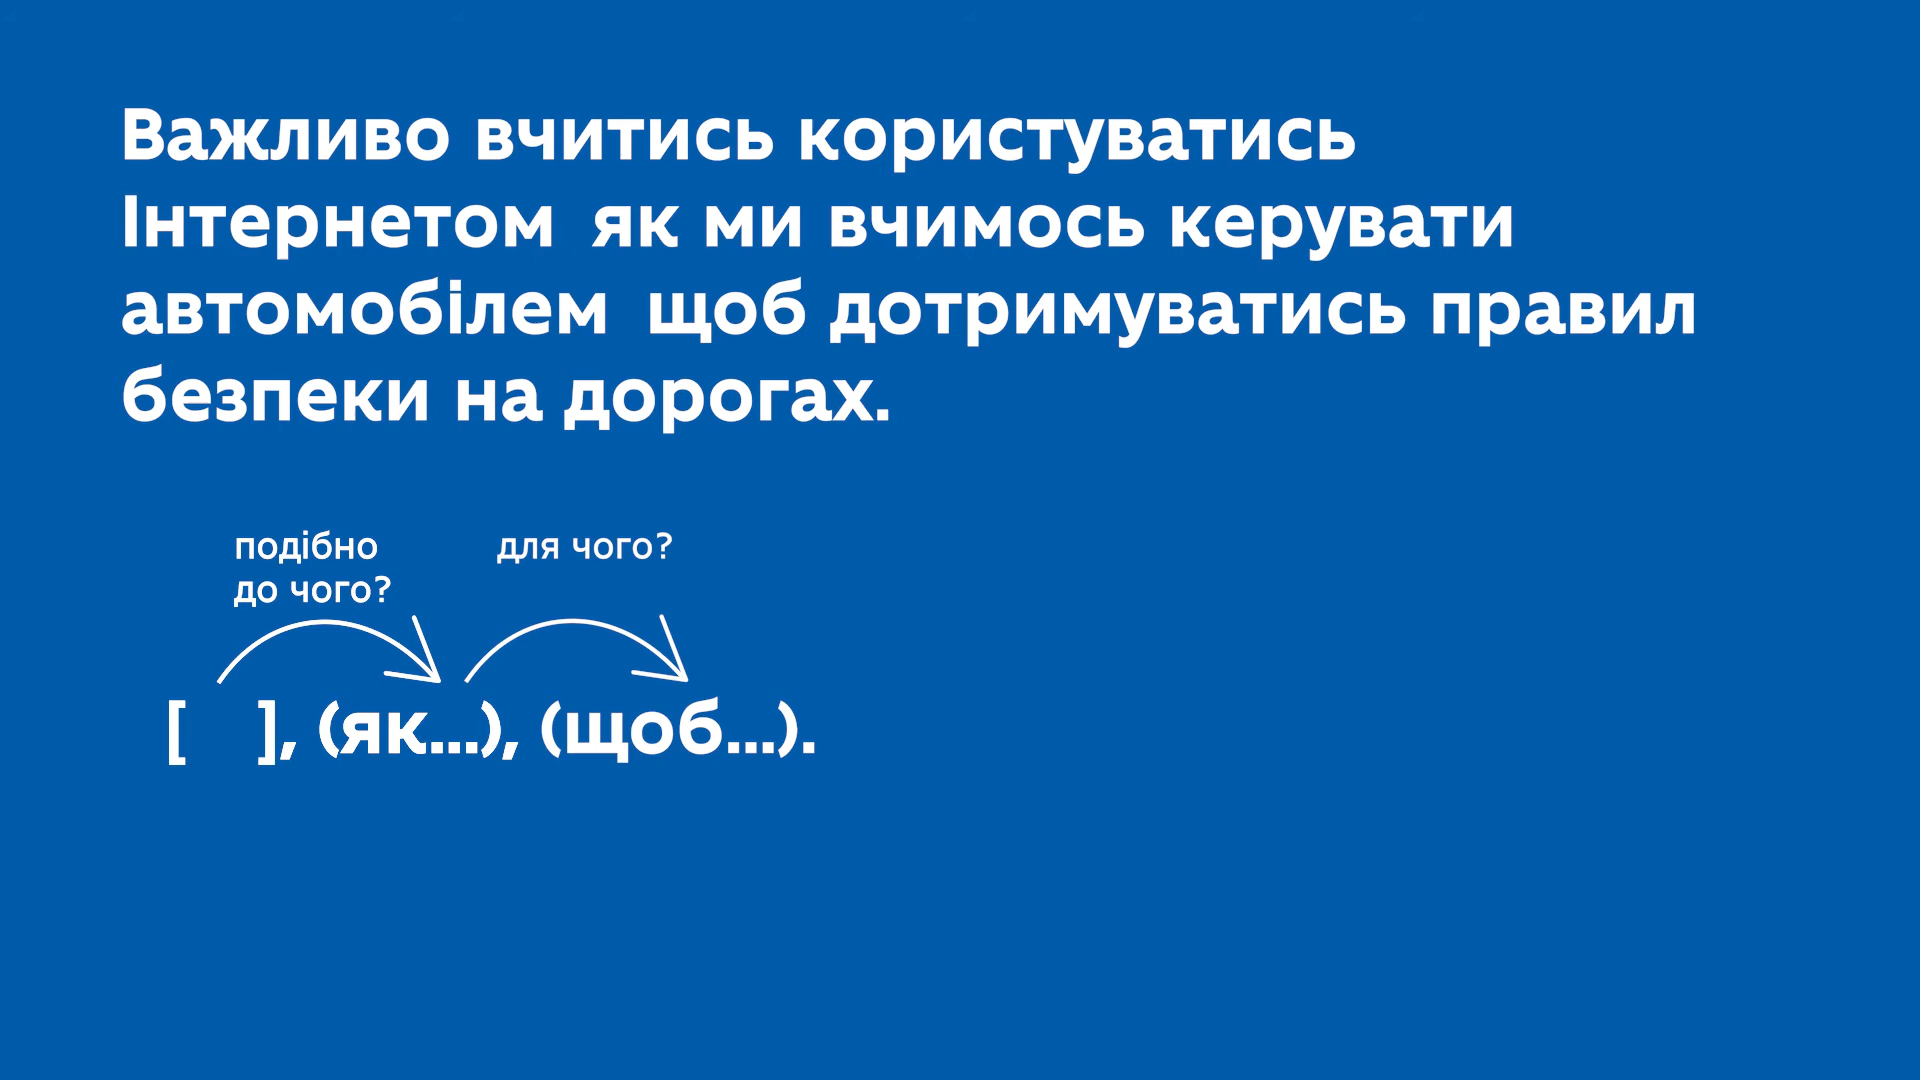 Важливо вчитись користуватись
Інтернетом як ми вчимось керувати
автомобілем щоб дотримуватись правил
безпеки на дорогах.
подібно
до чого?
для чого?
[ ], (як...), (щоб...).